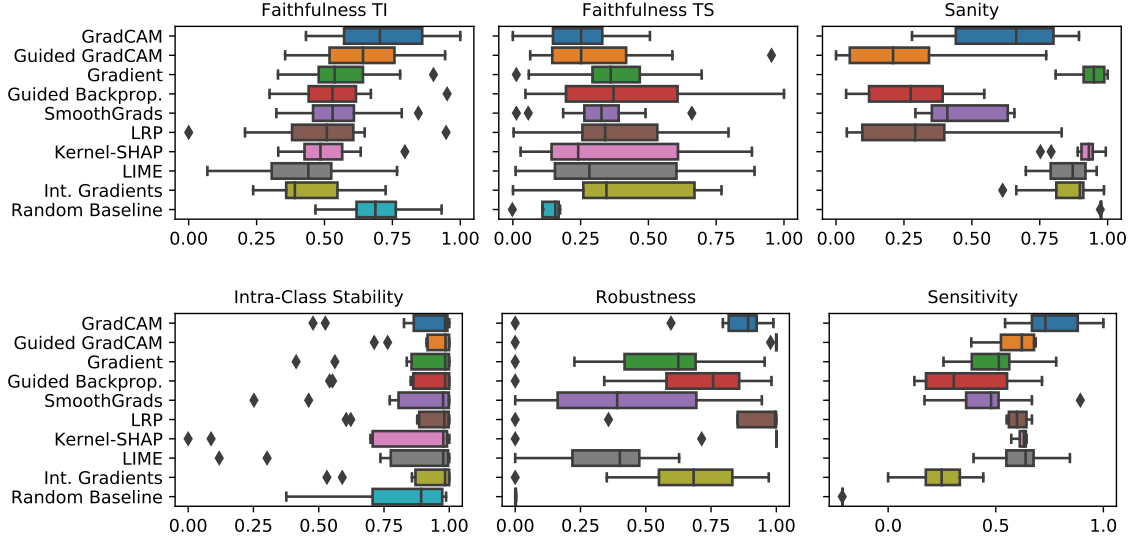 Faithfulness TI Faithfulness TS Sanity
GradCAM
Guided GradCAM
Gradient
Guided Backprop.
SmoothGrads
LRP
Kernel-SHAP
LIME
Int. Gradients
Random Baseline
0.00 0.25 0.50 0.75 1.00 0.00 0.25 0.50 0.75 1.00 0.00 0.25 0.50 0.75 1.00
Intra-Class Stability Robustness Sensitivity
GradCAM
Guided GradCAM
Gradient
Guided Backprop.
SmoothGrads
LRP
Kernel-SHAP
LIME
Int. Gradients
Random Baseline
0.00 0.25 0.50 0.75 1.00 0.00 0.25 0.50 0.75 1.00 0.0 0.5 1.0